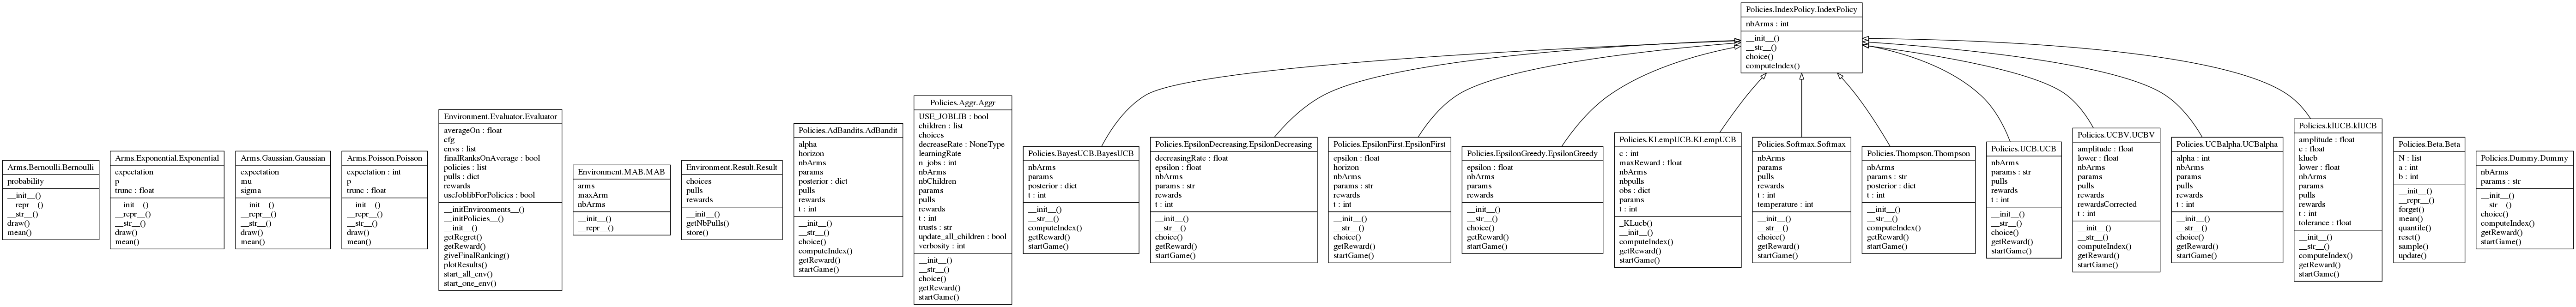 Policies.IndexPolicy.IndexPolicy
nbArms : int
__init__()
__str__()
choice()
computeIndex()
Arms.Bernoulli.Bernoulli
probability
__init__()
__repr__()
__str__()
draw()
mean()
Arms.Exponential.Exponential
expectation
p
trunc : float
__init__()
__repr__()
__str__()
draw()
mean()
Arms.Gaussian.Gaussian
expectation
mu
sigma
__init__()
__repr__()
__str__()
draw()
mean()
Arms.Poisson.Poisson
expectation : int
p
trunc : float
__init__()
__repr__()
__str__()
draw()
mean()
Environment.Evaluator.Evaluator
averageOn : float
cfg
envs : list
finalRanksOnAverage : bool
policies : list
pulls : dict
rewards
useJoblibForPolicies : bool
__initEnvironments__()
__initPolicies__()
__init__()
getRegret()
getReward()
giveFinalRanking()
plotResults()
start_all_env()
start_one_env()
Environment.MAB.MAB
arms
maxArm
nbArms
__init__()
__repr__()
Environment.Result.Result
choices
pulls
rewards
__init__()
getNbPulls()
store()
Policies.AdBandits.AdBandit
alpha
horizon
nbArms
params
posterior : dict
pulls
rewards
t : int
__init__()
__str__()
choice()
computeIndex()
getReward()
startGame()
Policies.Aggr.Aggr
USE_JOBLIB : bool
children : list
choices
decreaseRate : NoneType
learningRate
n_jobs : int
nbArms
nbChildren
params
pulls
rewards
t : int
trusts : str
update_all_children : bool
verbosity : int
__init__()
__str__()
choice()
getReward()
startGame()
Policies.BayesUCB.BayesUCB
nbArms
params
posterior : dict
t : int
__init__()
__str__()
computeIndex()
getReward()
startGame()
Policies.EpsilonDecreasing.EpsilonDecreasing
decreasingRate : float
epsilon : float
nbArms
params : str
rewards
t : int
__init__()
__str__()
choice()
getReward()
startGame()
Policies.EpsilonFirst.EpsilonFirst
epsilon : float
horizon
nbArms
params : str
rewards
t : int
__init__()
__str__()
choice()
getReward()
startGame()
Policies.EpsilonGreedy.EpsilonGreedy
epsilon : float
nbArms
params
rewards
__init__()
__str__()
choice()
getReward()
startGame()
Policies.KLempUCB.KLempUCB
c : int
maxReward : float
nbArms
nbpulls
obs : dict
params
t : int
_KLucb()
__init__()
computeIndex()
getReward()
startGame()
Policies.Softmax.Softmax
nbArms
params
pulls
rewards
t : int
temperature : int
__init__()
__str__()
choice()
getReward()
startGame()
Policies.Thompson.Thompson
nbArms
params : str
posterior : dict
t : int
__init__()
__str__()
computeIndex()
getReward()
startGame()
Policies.UCB.UCB
nbArms
params : str
pulls
rewards
t : int
__init__()
__str__()
choice()
getReward()
startGame()
Policies.UCBV.UCBV
amplitude : float
lower : float
nbArms
params
pulls
rewards
rewardsCorrected
t : int
__init__()
__str__()
computeIndex()
getReward()
startGame()
Policies.UCBalpha.UCBalpha
alpha : int
nbArms
params
pulls
rewards
t : int
__init__()
__str__()
choice()
getReward()
startGame()
Policies.klUCB.klUCB
amplitude : float
c : float
klucb
lower : float
nbArms
params
pulls
rewards
t : int
tolerance : float
__init__()
__str__()
computeIndex()
getReward()
startGame()
Policies.Beta.Beta
N : list
a : int
b : int
__init__()
__repr__()
forget()
mean()
quantile()
reset()
sample()
update()
Policies.Dummy.Dummy
nbArms
params : str
__init__()
__str__()
choice()
computeIndex()
getReward()
startGame()